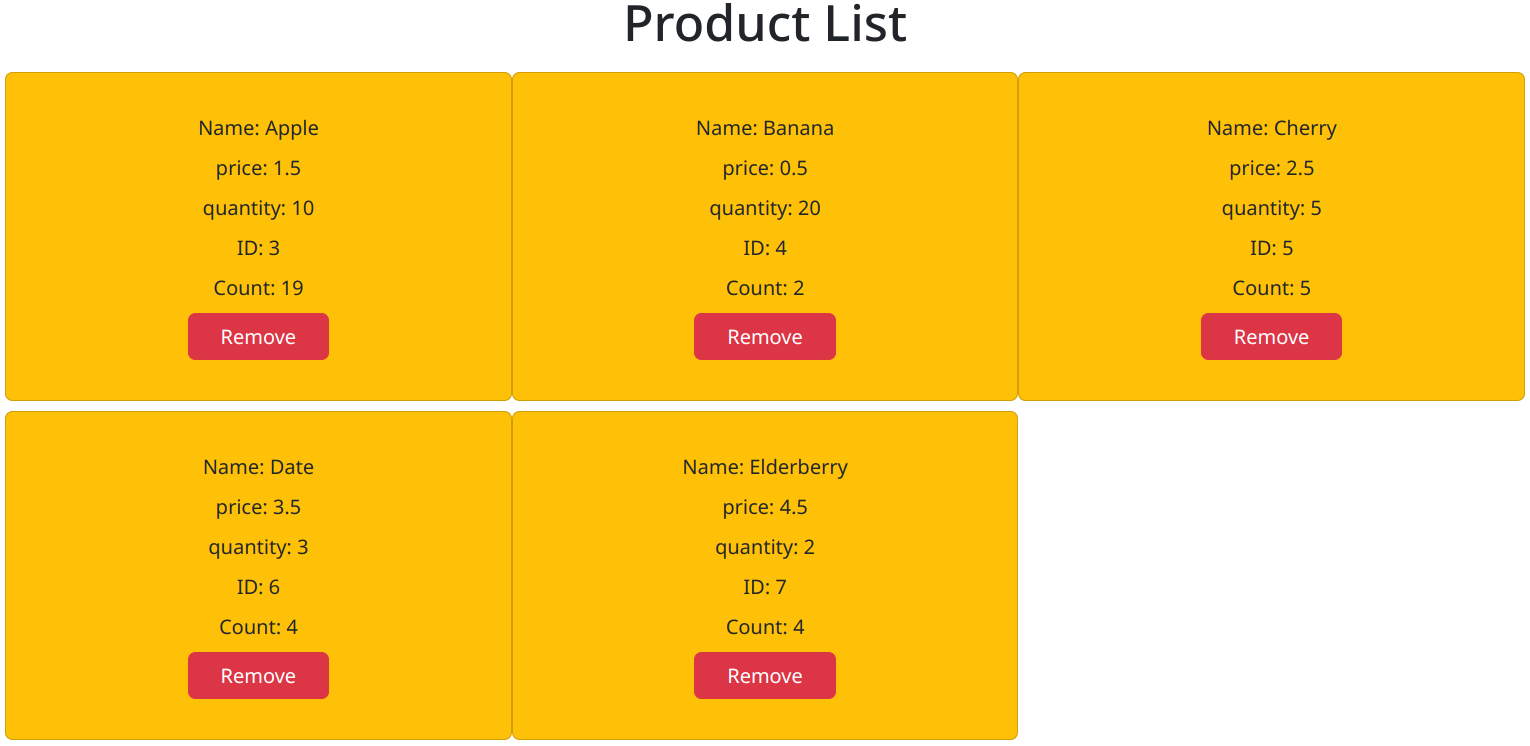 Product List
Name: Apple
price: 1.5
quantity: 10
ID: 3
Count: 19
Remove
Name: Banana
price: 0.5
quantity: 20
ID: 4
Count: 2
Remove
Name: Cherry
price: 2.5
quantity: 5
ID: 5
Count: 5
Remove
Name: Date
price: 3.5
quantity: 3
ID: 6
Count: 4
Remove
Name: Elderberry
price: 4.5
quantity: 2
ID: 7
Count: 4
Remove